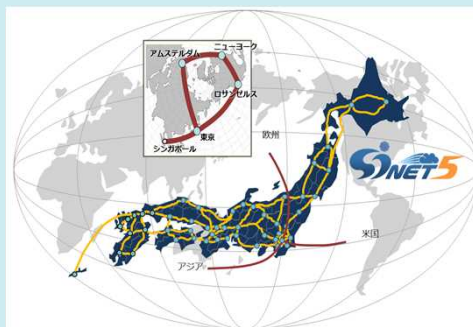 ニューヨーク
アムステルダム
ロサンゼルス
東京
シンガポール
欧州
SINET5
米国
アジア